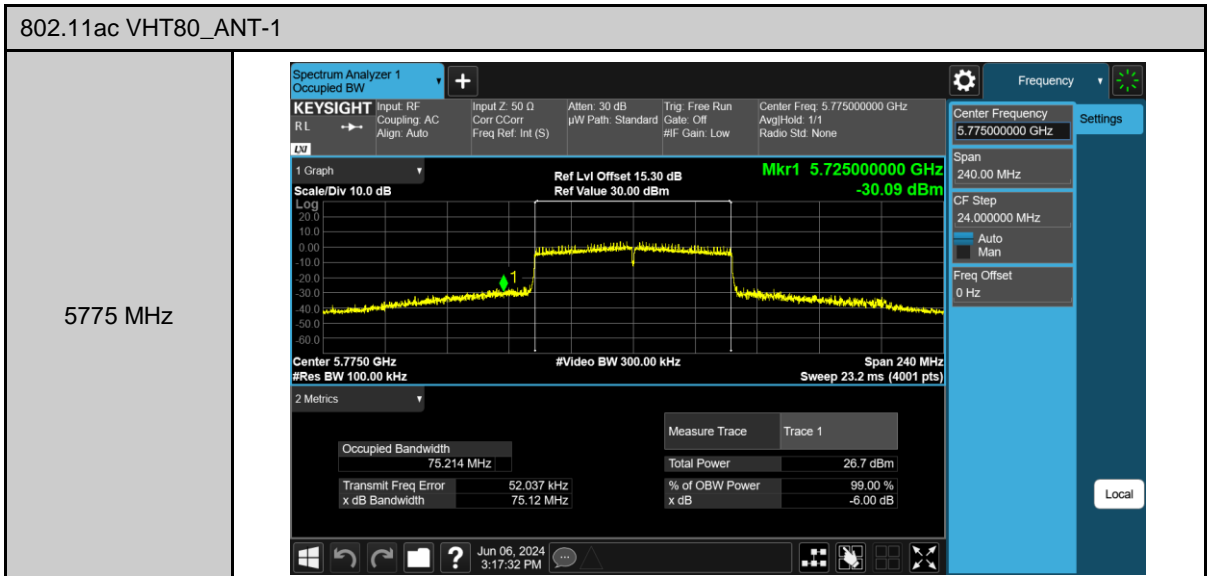 802.11ac VHT80_ANT-1
5775 MHz
Spectrum Analyzer 1
Occupied BW
+
Frequency
KEYSIGHT
RL
LXI
Input: RF
Coupling: AC
Align: Auto
Input Z: 50 Ω
Corr CCorr
Freq Ref: Int (S)
Atten: 30 dB
µW Path: Standard
Trig: Free Run
Gate: Off
#IF Gain: Low
Center Freq: 5.775000000 GHz
Avg|Hold: 1/1
Radio Std: None
1 Graph
Scale/Div 10.0 dB
Ref Lvl Offset 15.30 dB
Ref Value 30.00 dBm
Mkr1 5.725000000 GHz
-30.09 dBm
Log
20.0
10.0
0.00
-10.0
-20.0
-30.0
-40.0
-50.0
-60.0
1
Center 5.7750 GHz
#Res BW 100.00 kHz
#Video BW 300.00 kHz
Span 240 MHz
Sweep 23.2 ms (4001 pts)
2 Metrics
Measure Trace Trace 1
Occupied Bandwidth
75.214 MHz
Total Power 26.7 dBm
Transmit Freq Error 52.037 kHz
% of OBW Power 99.00 %
x dB Bandwidth 75.12 MHz
x dB -6.00 dB
Center Frequency
5.775000000 GHz
Settings
Span
240.00 MHz
CF Step
24.000000 MHz
Auto
Man
Freq Offset
0 Hz
Local
?
Jun 06, 2024
3:17:32 PM